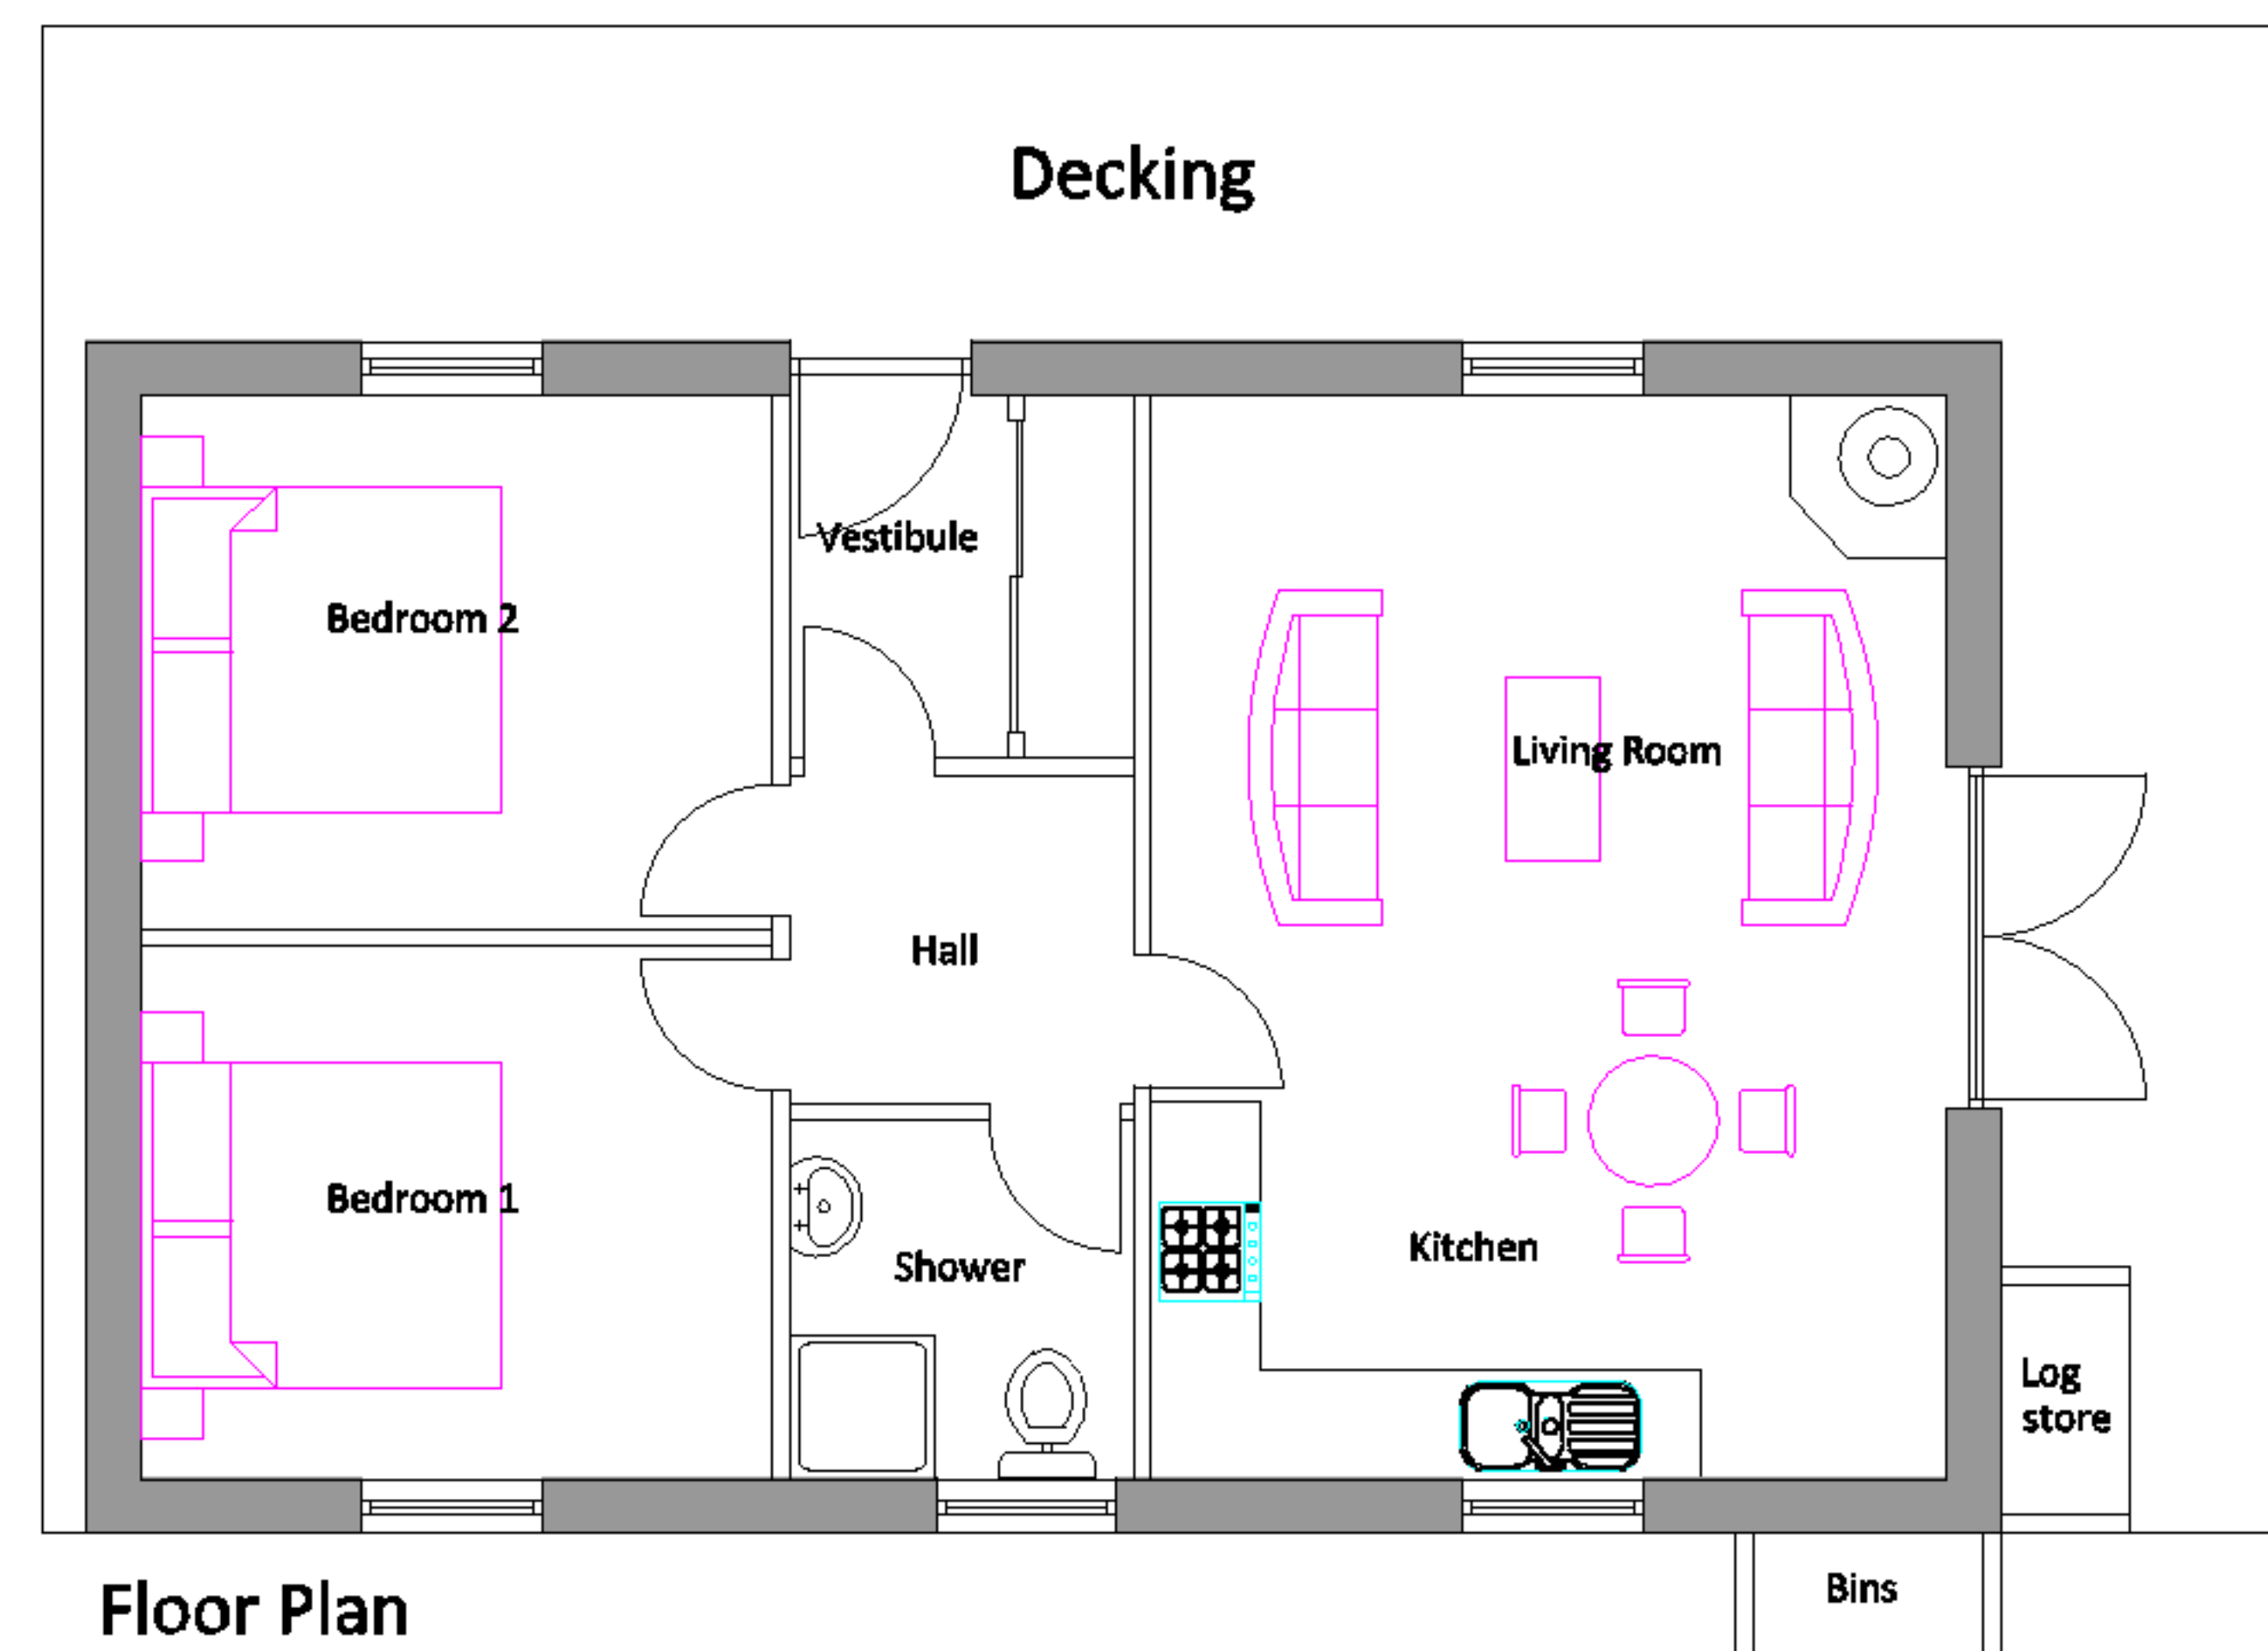 Decking
Vestibule
Bedroom 2
Living Room
Hall
Bedroom 1
Shower
Kitchen
Log
store
Bins
Floor Plan